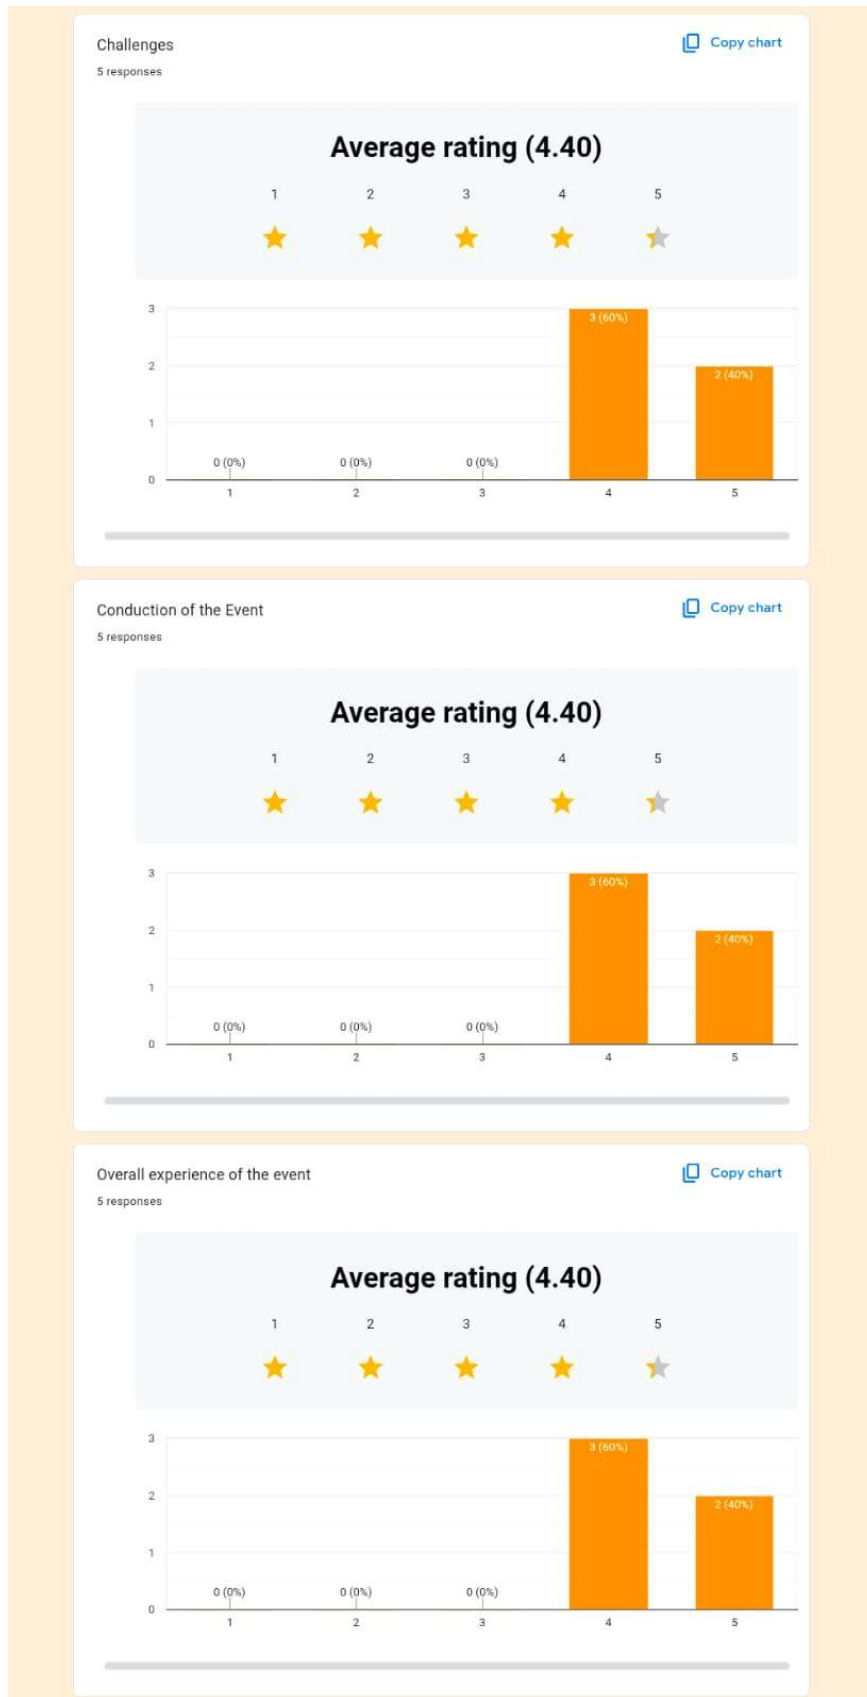 Challenges
Copy chart
5 responses
Average rating (4.40)
1 2 3 4 5
3
3 (60%)
2
2 (40%)
1
0 (0%) 0 (0%) 0 (0%)
0
1 2 3 4 5
Conduction of the Event
Copy chart
5 responses
Average rating (4.40)
1 2 3 4 5
3
3 (60%)
2
2 (40%)
1
0 (0%) 0 (0%) 0 (0%)
0
1 2 3 4 5
Overall experience of the event
Copy chart
5 responses
Average rating (4.40)
1 2 3 4 5
3
3 (60%)
2
2 (40%)
1
0 (0%) 0 (0%) 0 (0%)
0
1 2 3 4 5